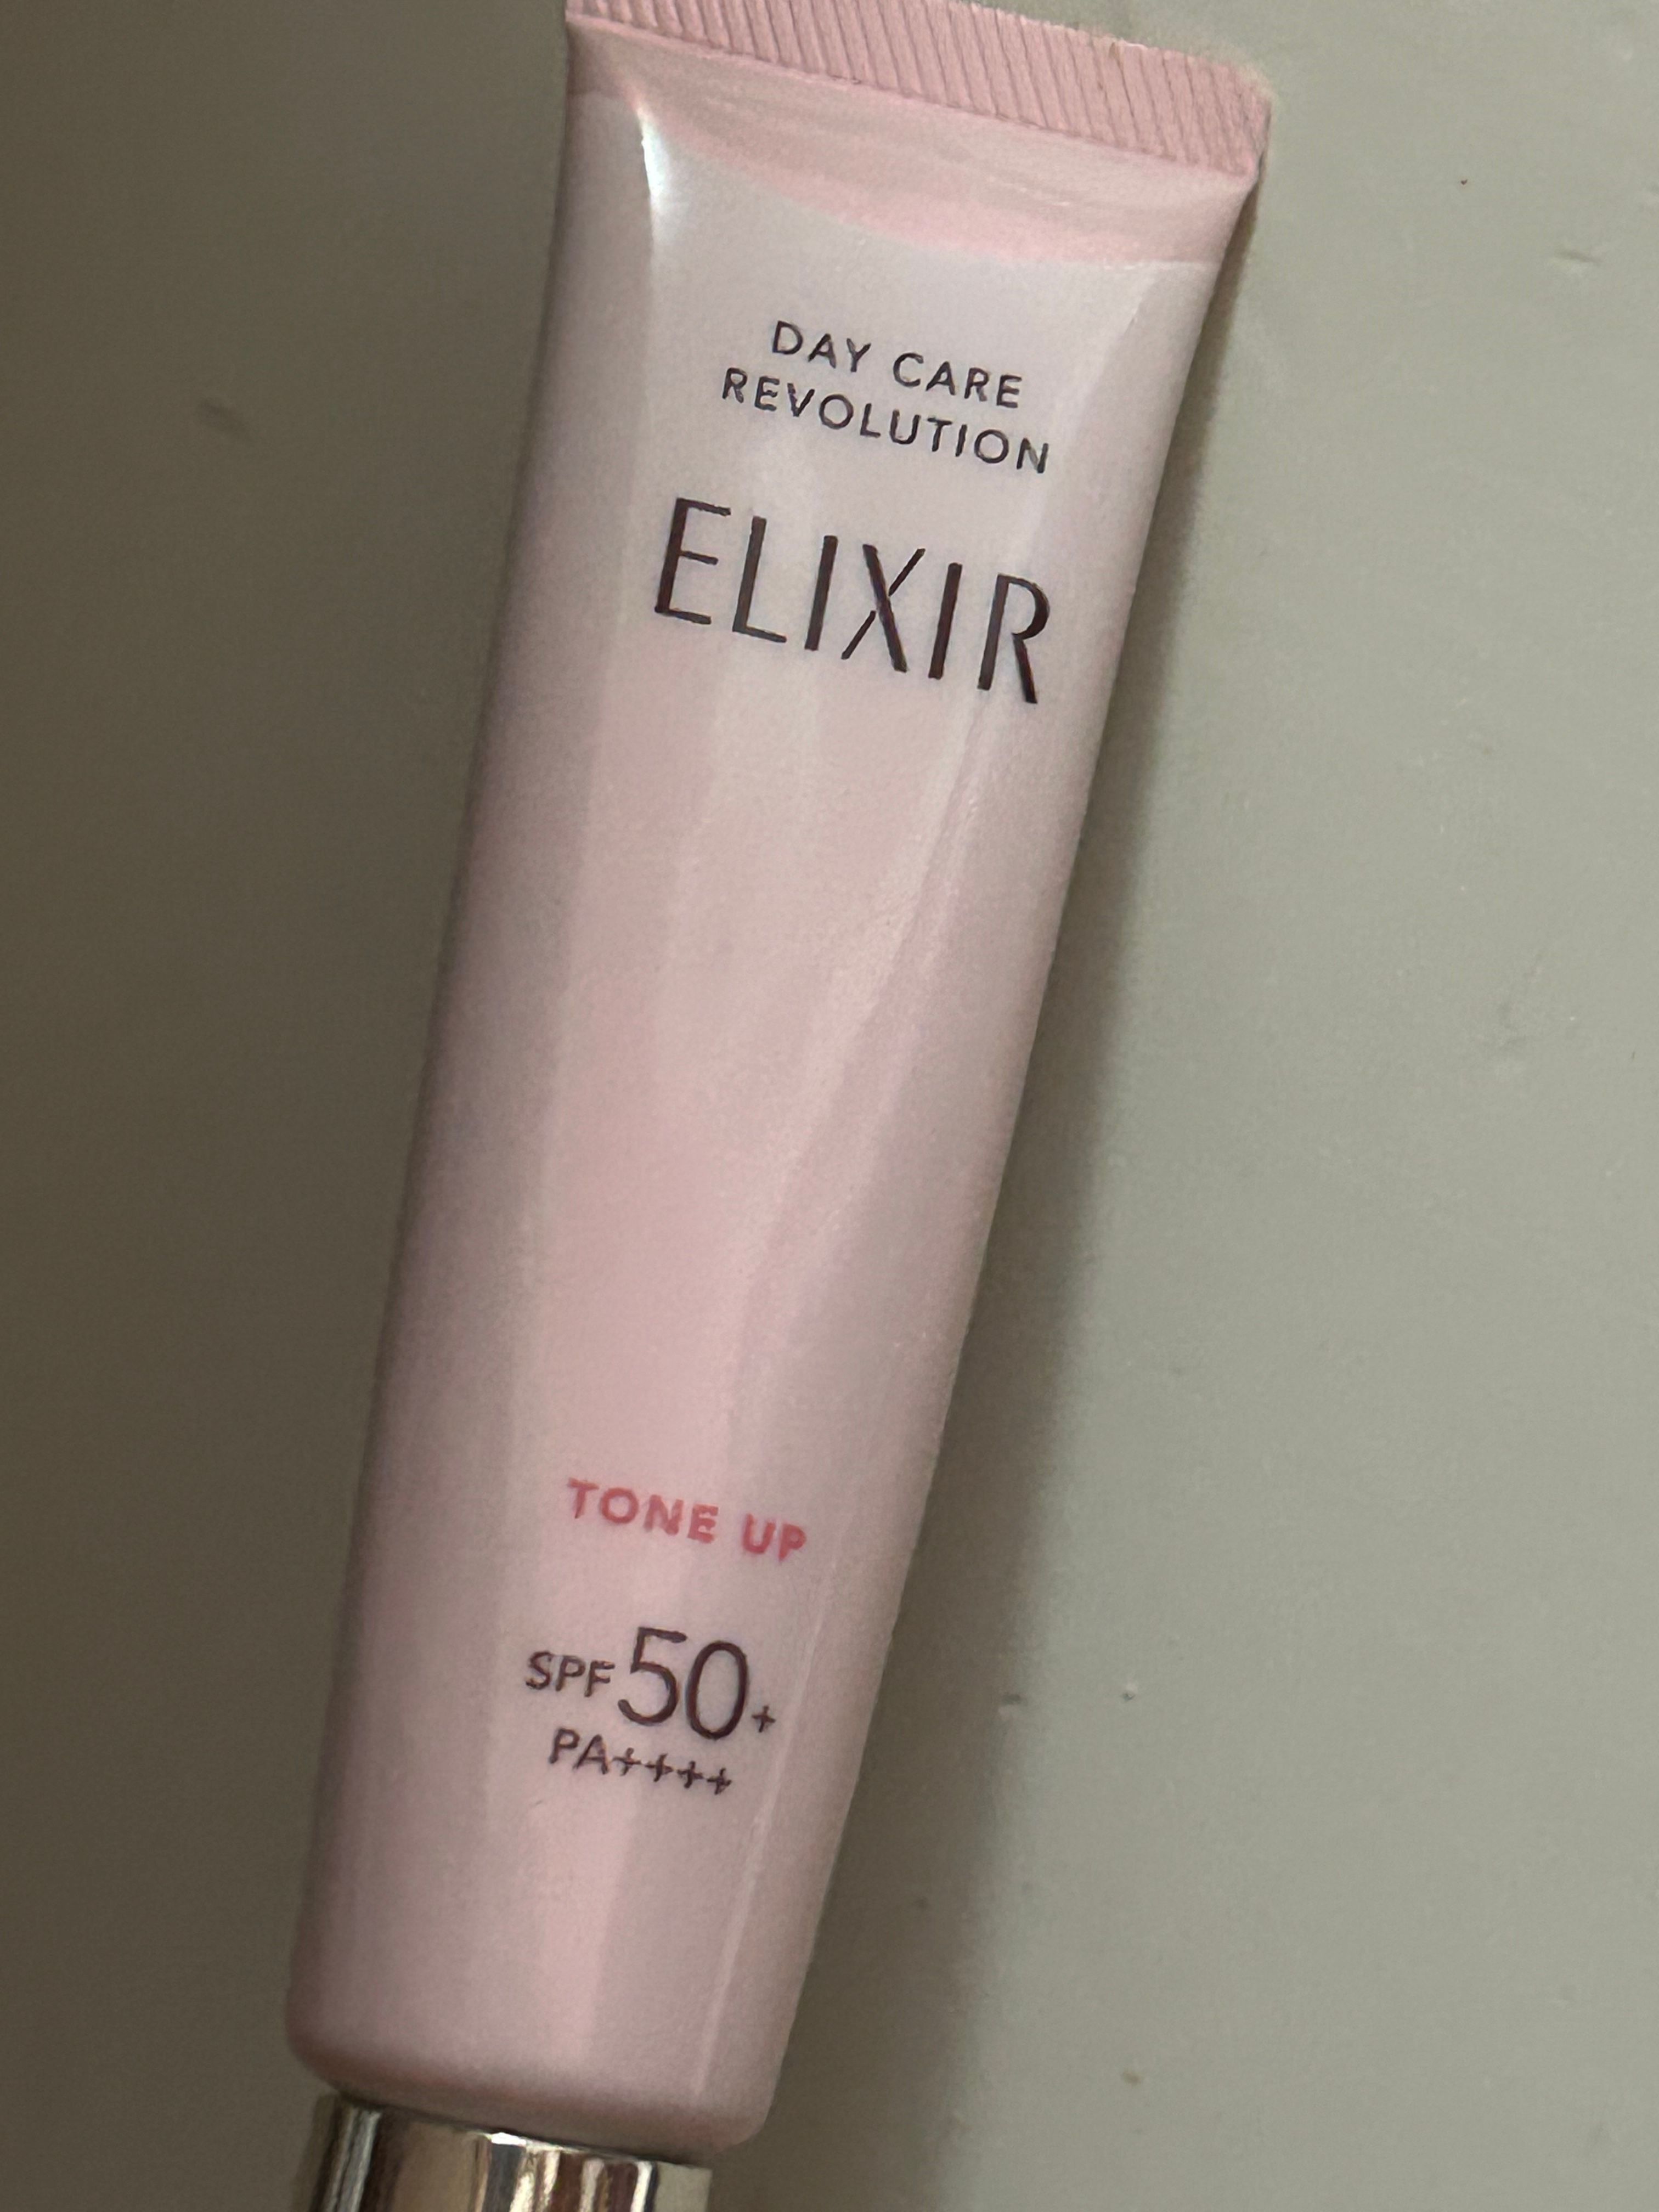 DAY CARE
REVOLUTION
ELIXIR
TONE UP
SPF 50+
PA++++